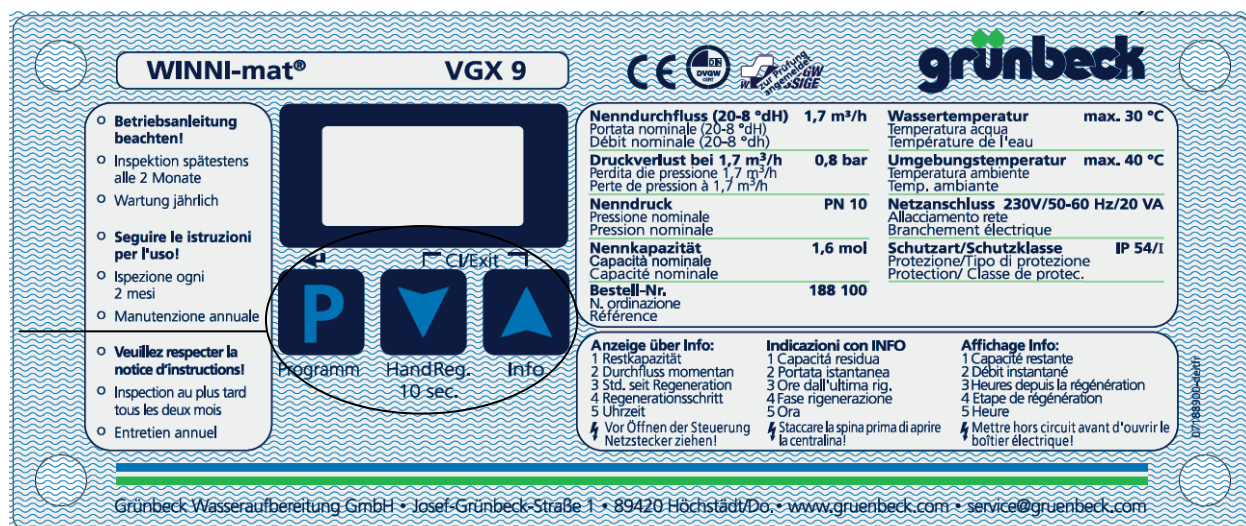 WINNI-mat® VGX 9
CE
DIN
DVGW
CERT
zur Prüfung
angemeldet
grünbeck
Betriebsanleitung
beachten!
Inspektion spätestens
alle 2 Monate
Wartung jährlich
Seguire le istruzioni
per l'uso!
Ispezione ogni
2 mesi
Manutenzione annuale
Veuillez respecter la
notice d'instructions!
Inspection au plus tard
tous les deux mois
Entretien annuel
Cl/Exit
P
Programm
HandReg.
10 sec.
Info
Nenndurchfluss (20-8 °dH) 1,7 m³/h
Portata nominale (20-8 °dH)
Débit nominale (20-8 °dh)
Druckverlust bei 1,7 m³/h 0,8 bar
Perdita die pressione 1,7 m³/h
Perte de pression à 1,7 m³/h
Nenndruck PN 10
Pressione nominale
Pression nominale
Nennkapazität 1,6 mol
Capacità nominale
Capacité nominale
Bestell-Nr. 188 100
N. ordinazione
Référence
Wassertemperatur max. 30 °C
Temperatura acqua
Température de l'eau
Umgebungstemperatur max. 40 °C
Temperatura ambiente
Temp. ambiante
Netzanschluss 230V/50-60 Hz/20 VA
Allacciamento rete
Branchement électrique
Schutzart/Schutzklasse IP 54/I
Protezione/Tipo di protezione
Protection/ Classe de protec.
Anzeige über Info:
1 Restkapazität
2 Durchfluss momentan
3 Std. seit Regeneration
4 Regenerationsschritt
5 Uhrzeit
Vor Öffnen der Steuerung
Netzstecker ziehen!
Indicazioni con INFO
1 Capacitá residua
2 Portata istantanea
3 Ore dall'ultima rig.
4 Fase rigenerazione
5 Ora
Staccare la spina prima di aprire
la centralina!
Affichage Info:
1 Capacité restante
2 Débit instantané
3 Heures depuis la régénération
4 Etape de régénération
5 Heure
Mettre hors circuit avant d'ouvrir le
boîtier électrique!
07188900-deitfr
Grünbeck Wasseraufbereitung GmbH • Josef-Grünbeck-Straße 1 • 89420 Höchstädt/Do. • www.gruenbeck.com • service@gruenbeck.com